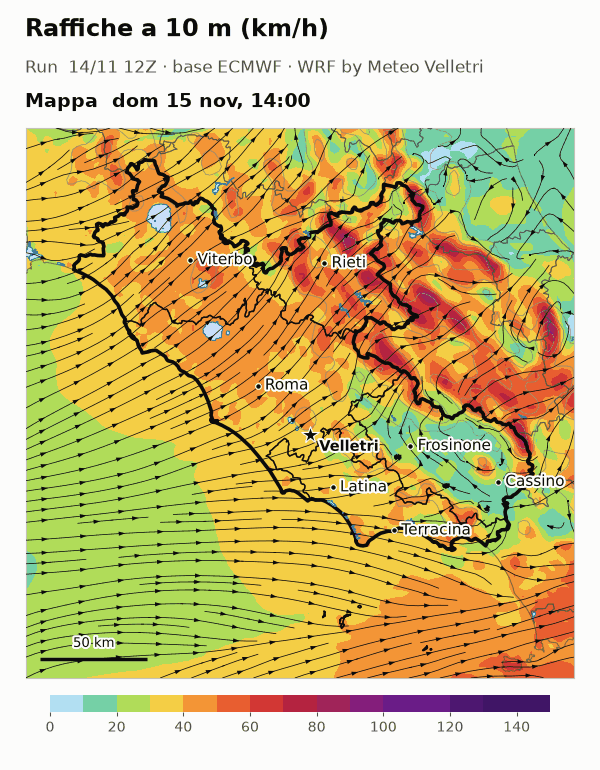 Raffiche a 10 m (km/h)
Run 14/11 12Z · base ECMWF · WRF by Meteo Velletri
Mappa dom 15 nov, 14:00
Viterbo
Rieti
Roma
Velletri
Frosinone
Latina
Cassino
Terracina
50 km
0 20 40 60 80 100 120 140